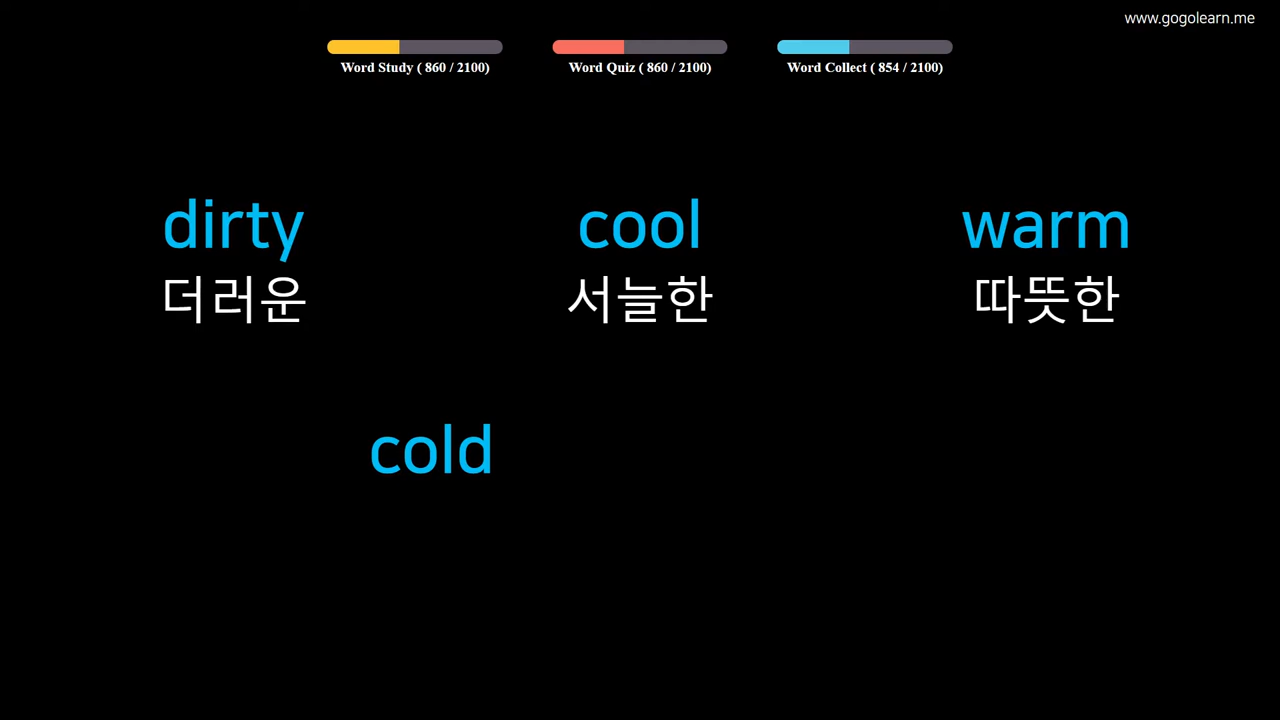 www.gogolearn.me
Word Study ( 860 / 2100)
Word Quiz ( 860 / 2100)
Word Collect ( 854 / 2100)
dirty
cool
warm
더러운
서늘한
따뜻한
cold